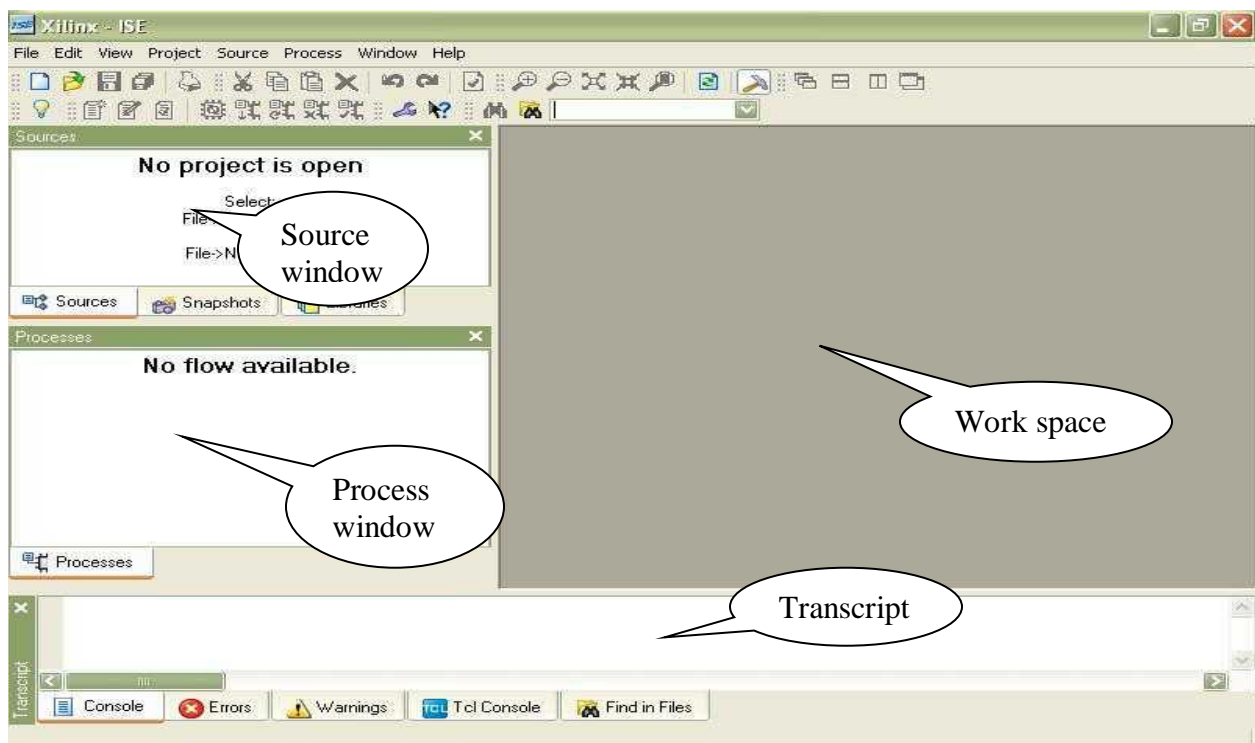 Xilinx - ISE
File Edit View Project Source Process Window Help
Sources
No project is open
Select:
File->
File->N
Source
window
Sources Snapshots Libraries
Processes
No flow available.
Work space
Process
window
Processes
Transcript
Transcript
Console Errors Warnings Tcl Console Find in Files